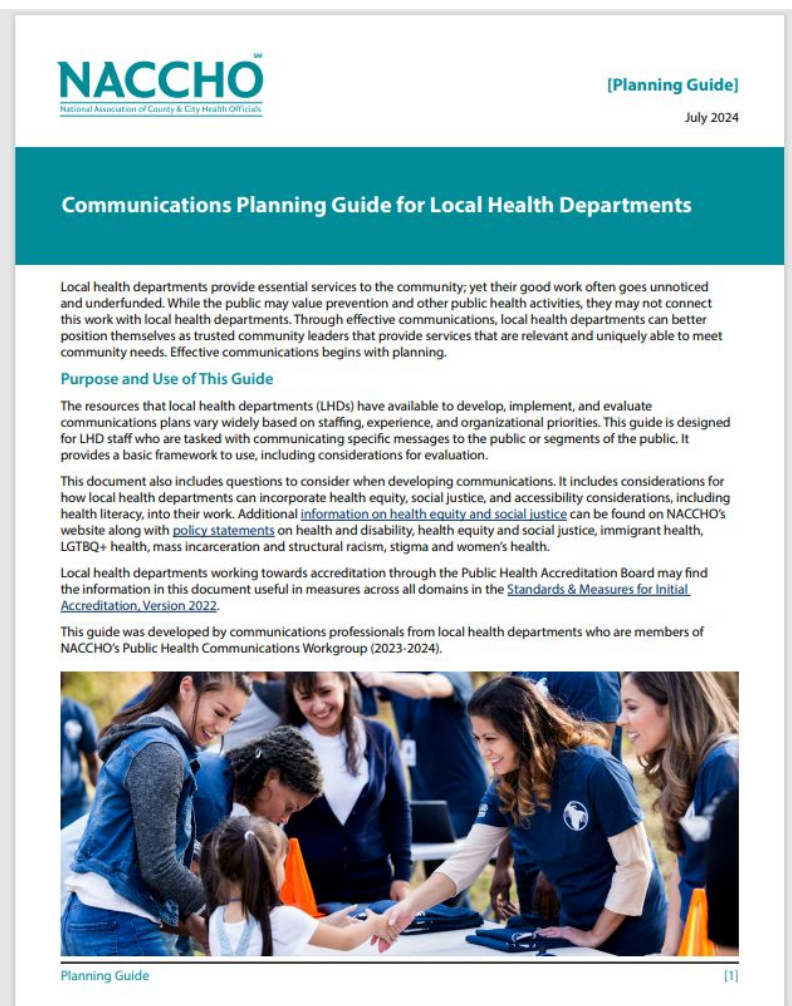 NACCHO℠
National Association of County & City Health Officials
[Planning Guide]
July 2024
Communications Planning Guide for Local Health Departments
Local health departments provide essential services to the community; yet their good work often goes unnoticed
and underfunded. While the public may value prevention and other public health activities, they may not connect
this work with local health departments. Through effective communications, local health departments can better
position themselves as trusted community leaders that provide services that are relevant and uniquely able to meet
community needs. Effective communications begins with planning.
Purpose and Use of This Guide
The resources that local health departments (LHDs) have available to develop, implement, and evaluate
communications plans vary widely based on staffing, experience, and organizational priorities. This guide is designed
for LHD staff who are tasked with communicating specific messages to the public or segments of the public. It
provides a basic framework to use, including considerations for evaluation.
This document also includes questions to consider when developing communications. It includes considerations for
how local health departments can incorporate health equity, social justice, and accessibility considerations, including
health literacy, into their work. Additional information on health equity and social justice can be found on NACCHO's
website along with policy statements on health and disability, health equity and social justice, immigrant health,
LGTBQ+ health, mass incarceration and structural racism, stigma and women's health.
Local health departments working towards accreditation through the Public Health Accreditation Board may find
the information in this document useful in measures across all domains in the Standards & Measures for Initial
Accreditation, Version 2022.
This guide was developed by communications professionals from local health departments who are members of
NACCHO's Public Health Communications Workgroup (2023-2024).
Planning Guide
[1]